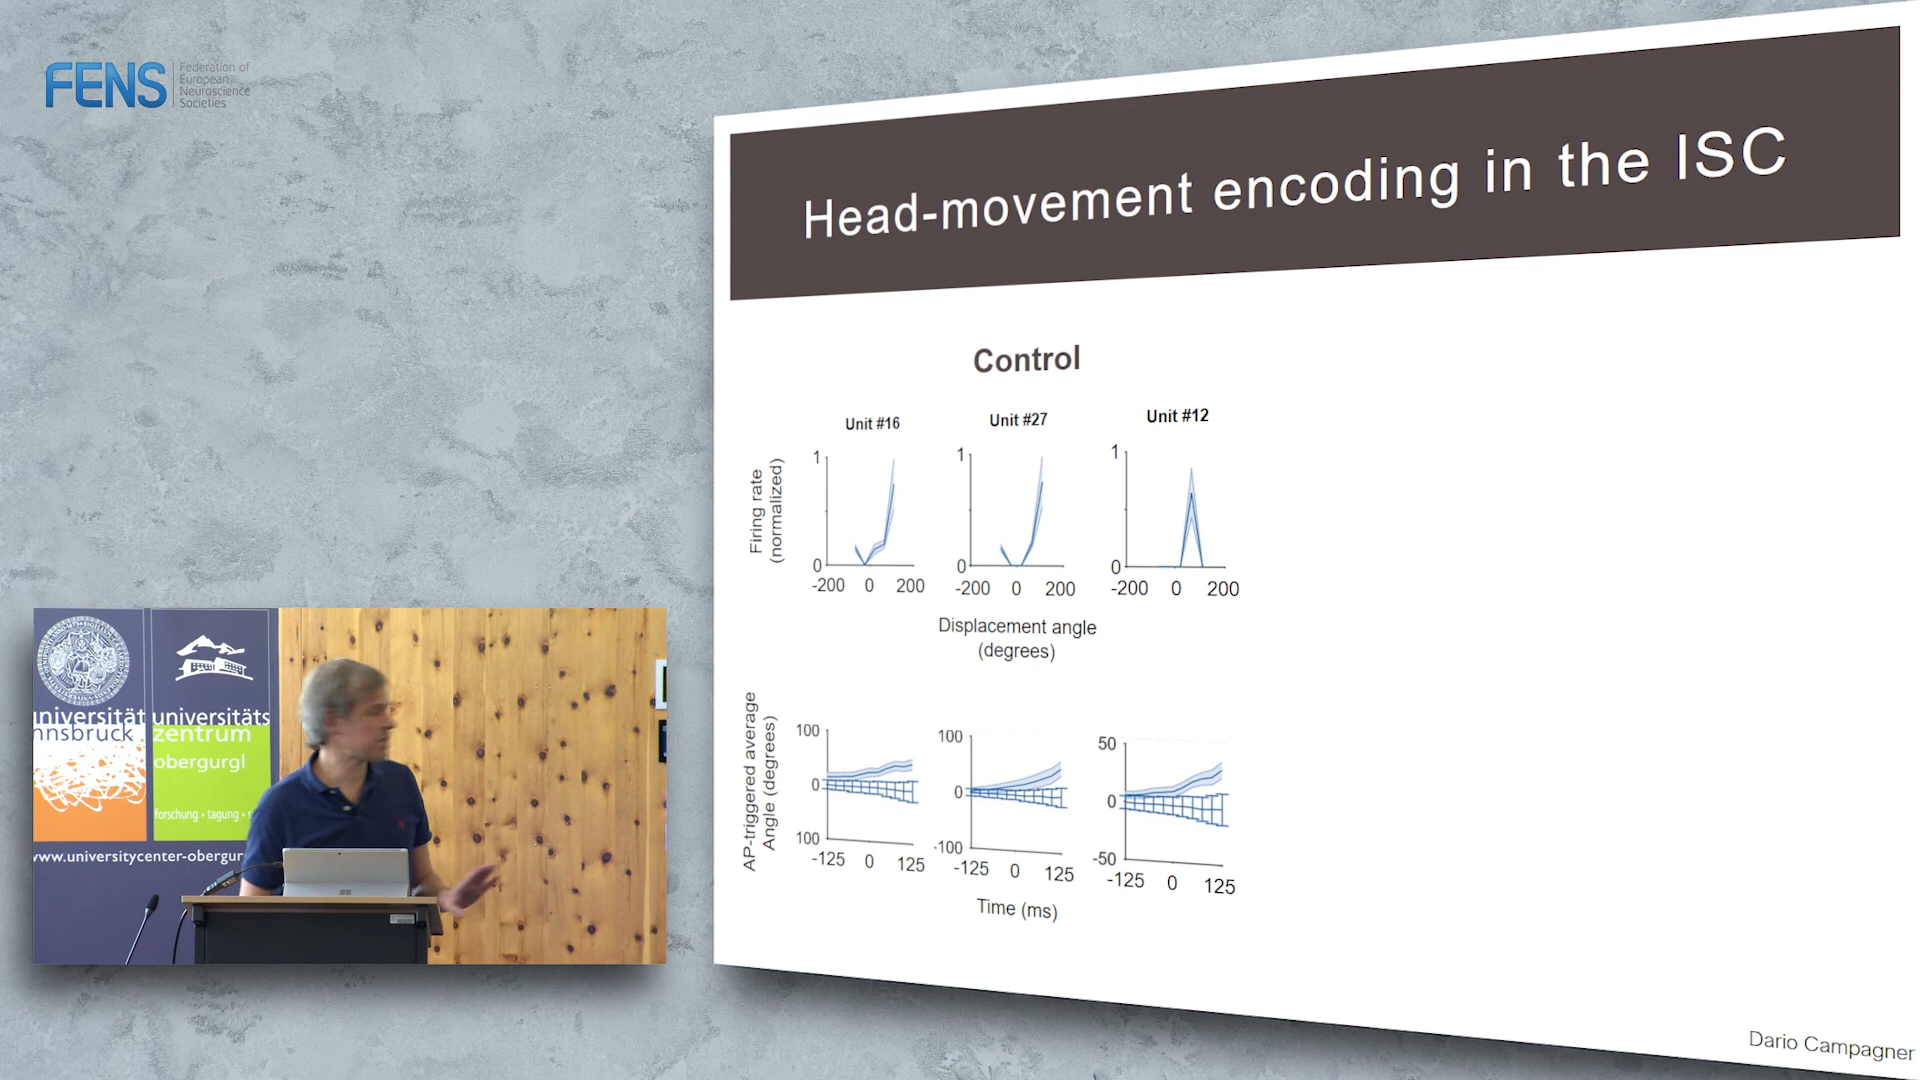 FENS
Federation of
European
Neuroscience
Societies
Head-movement encoding in the ISC
Control
Unit #16
Unit #27
Unit #12
Firing rate
(normalized)
1
0
-200 0 200
1
0
-200 0 200
1
0
-200 0 200
Displacement angle
(degrees)
AP-triggered average
Angle (degrees)
100
0
100
-125 0 125
100
0
-100
-125 0 125
50
0
-50
-125 0 125
Time (ms)
Dario Campagner
universität
innsbruck
universitäts
zentrum
obergurgl
forschung • tagung •
www.universitycenter-obergur